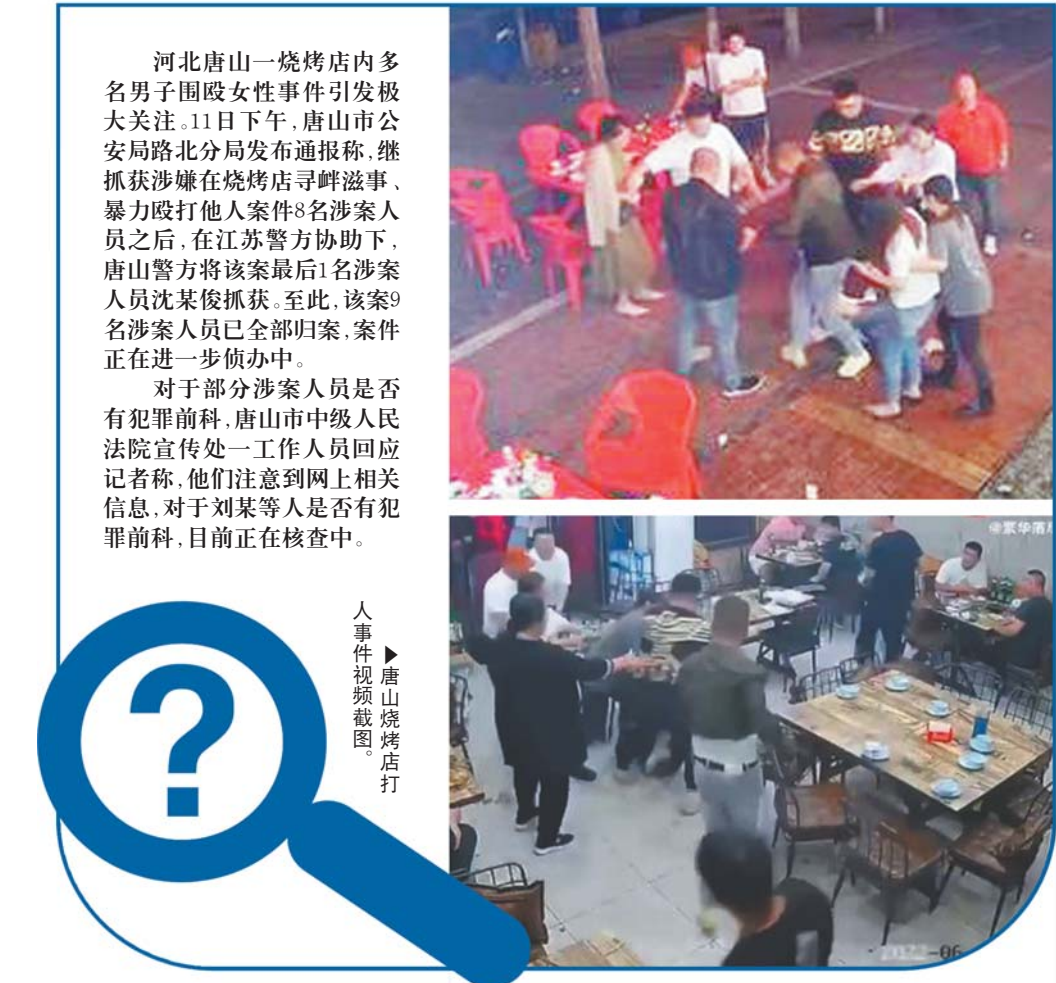 河北唐山一烧烤店内多
名男子围殴女性事件引发极
大关注。11日下午,唐山市公
安局路北分局发布通报称,继
抓获涉嫌在烧烤店寻衅滋事、
暴力殴打他人案件8名涉案人
员之后,在江苏警方协助下,
唐山警方将该案最后1名涉案
人员沈某俊抓获。至此,该案9
名涉案人员已全部归案,案件
正在进一步侦办中。
对于部分涉案人员是否
有犯罪前科,唐山市中级人民
法院宣传处一工作人员回应
记者称,他们注意到网上相关
信息,对于刘某等人是否有犯
罪前科,目前正在核查中。
▶唐山烧烤店打
人事件视频截图。
?
@繁华落
2022-06